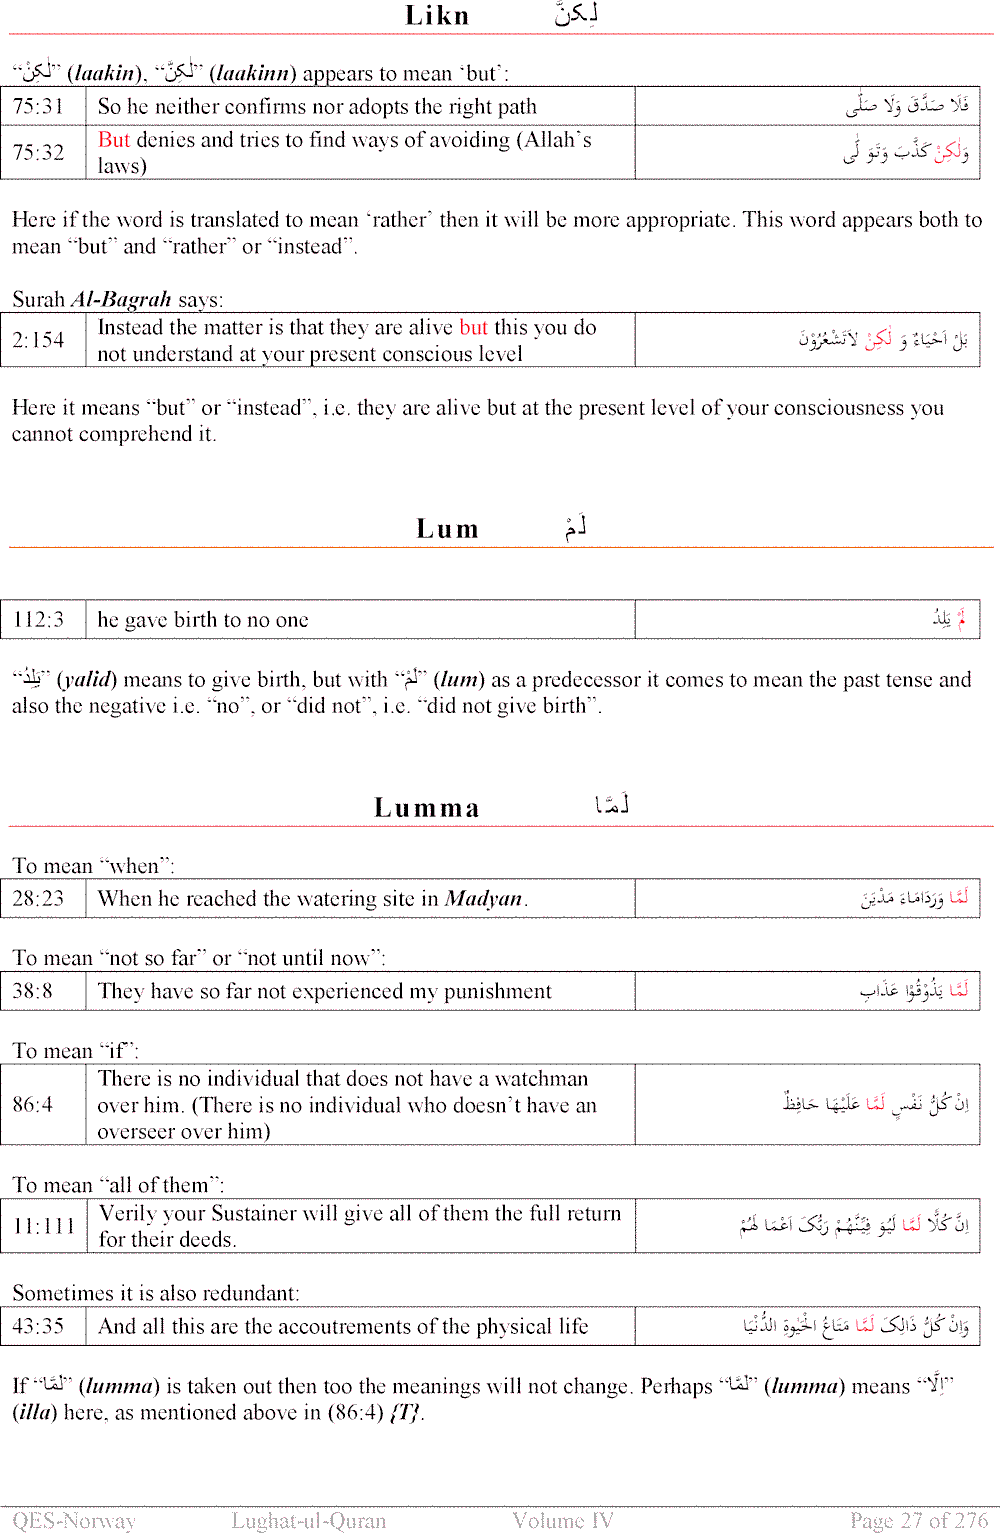 Likn لَٰكِنَّ
“لٰكِنْ” (laakin), “لٰكِنَّ” (laakinn) appears to mean ‘but’:
75:31 So he neither confirms nor adopts the right path فَلَا صَدَّقَ وَلَا صَلّٰى
75:32 But denies and tries to find ways of avoiding (Allah’s
laws) وَلٰكِنْ كَذَّبَ وَتَوَ لّٰى
Here if the word is translated to mean ‘rather’ then it will be more appropriate. This word appears both to
mean “but” and “rather” or “instead”.
Surah Al-Bagrah says:
2:154 Instead the matter is that they are alive but this you do
not understand at your present conscious level بَلْ اَحْيَاءٌ وَ لٰكِنْ لَاتَشْعُرُوْنَ
Here it means “but” or “instead”, i.e. they are alive but at the present level of your consciousness you
cannot comprehend it.
Lum لَمْ
112:3 he gave birth to no one لَمْ يَلِدُ
“يَلِدُ” (yalid) means to give birth, but with “لَمْ” (lum) as a predecessor it comes to mean the past tense and
also the negative i.e. “no”, or “did not”, i.e. “did not give birth”.
Lumma لَمَّا
To mean “when”:
28:23 When he reached the watering site in Madyan. لَمَّا وَرَدَامَاءَ مَدْيَنَ
To mean “not so far” or “not until now”:
38:8 They have so far not experienced my punishment لَمَّا يَذُوْقُوْا عَذَابِ
To mean “if”:
86:4 There is no individual that does not have a watchman
over him. (There is no individual who doesn’t have an
overseer over him) اِنْ كُلُّ نَفْسٍ لَمَّا عَلَيْهَا حَافِظٌ
To mean “all of them”:
11:111 Verily your Sustainer will give all of them the full return
for their deeds. اِنَّ كُلًّا لَمَّا لَيُوَ فِيَّنَّهُمْ رَبُّكَ اَعْمَا لَهُمْ
Sometimes it is also redundant:
43:35 And all this are the accoutrements of the physical life وَاِنْ كُلُّ ذَالِكَ لَمَّا مَتَاعُ الْحَيٰوةِ الدُّنْيَا
If “لَمَّا” (lumma) is taken out then too the meanings will not change. Perhaps “لَمَّا” (lumma) means “اِلَّا”
(illa) here, as mentioned above in (86:4) {T}.
QES-Norway Lughat-ul-Quran Volume IV Page 27 of 276